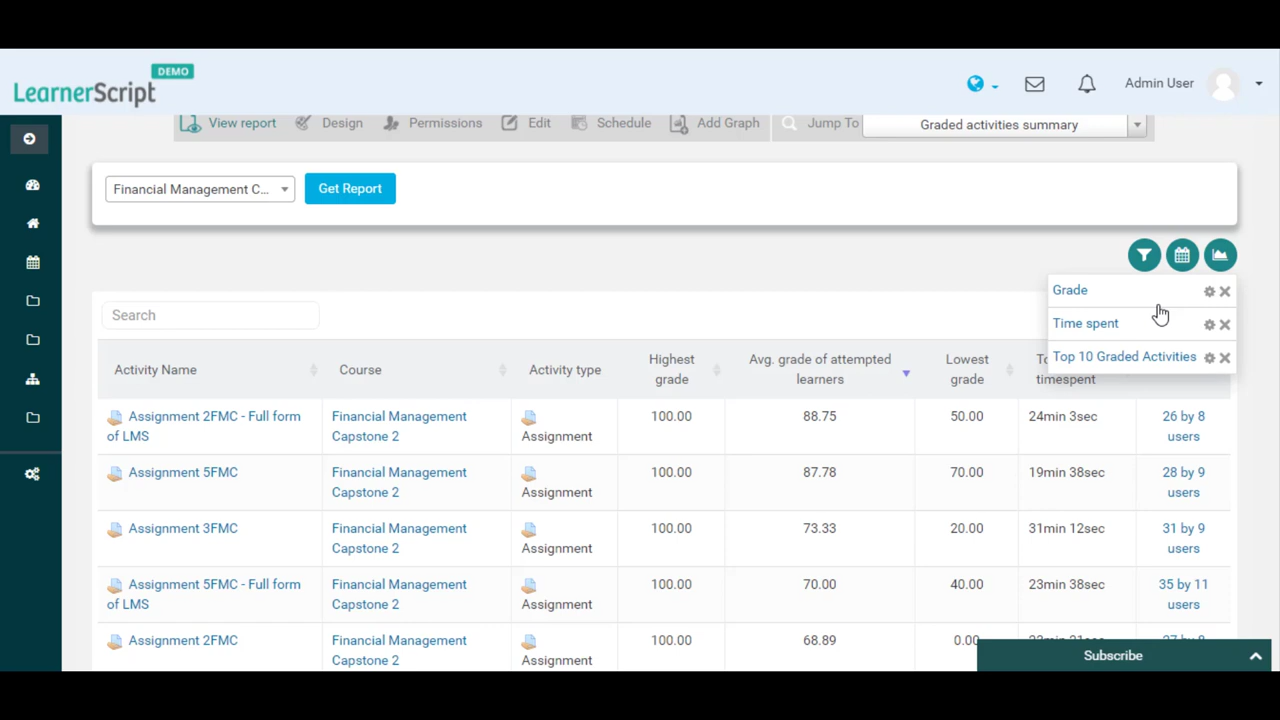 DEMO
LearnerScript
Admin User
View report Design Permissions Edit Schedule Add Graph Jump To Graded activities summary
Financial Management C... Get Report
Grade
Time spent
Top 10 Graded Activities
Search
Activity Name Course Activity type Highest grade Avg. grade of attempted learners Lowest grade timespent
Assignment 2FMC - Full form of LMS Financial Management Capstone 2 Assignment 100.00 88.75 50.00 24min 3sec 26 by 8 users
Assignment 5FMC Financial Management Capstone 2 Assignment 100.00 87.78 70.00 19min 38sec 28 by 9 users
Assignment 3FMC Financial Management Capstone 2 Assignment 100.00 73.33 20.00 31min 12sec 31 by 9 users
Assignment 5FMC - Full form of LMS Financial Management Capstone 2 Assignment 100.00 70.00 40.00 23min 38sec 35 by 11 users
Assignment 2FMC Financial Management Capstone 2 Assignment 100.00 68.89 0.00
Subscribe